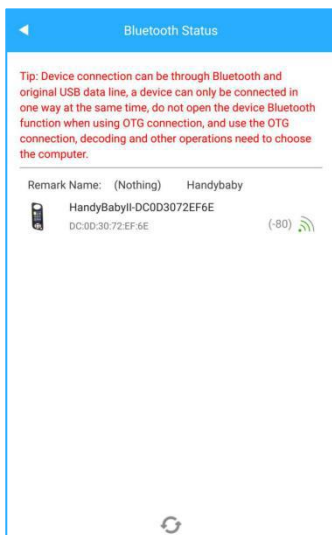 Bluetooth Status
Tip: Device connection can be through Bluetooth and
original USB data line, a device can only be connected in
one way at the same time, do not open the device Bluetooth
function when using OTG connection, and use the OTG
connection, decoding and other operations need to choose
the computer.
Remark Name: (Nothing) Handybaby
HandyBabyII-DC0D3072EF6E
DC:0D:30:72:EF:6E (-80)